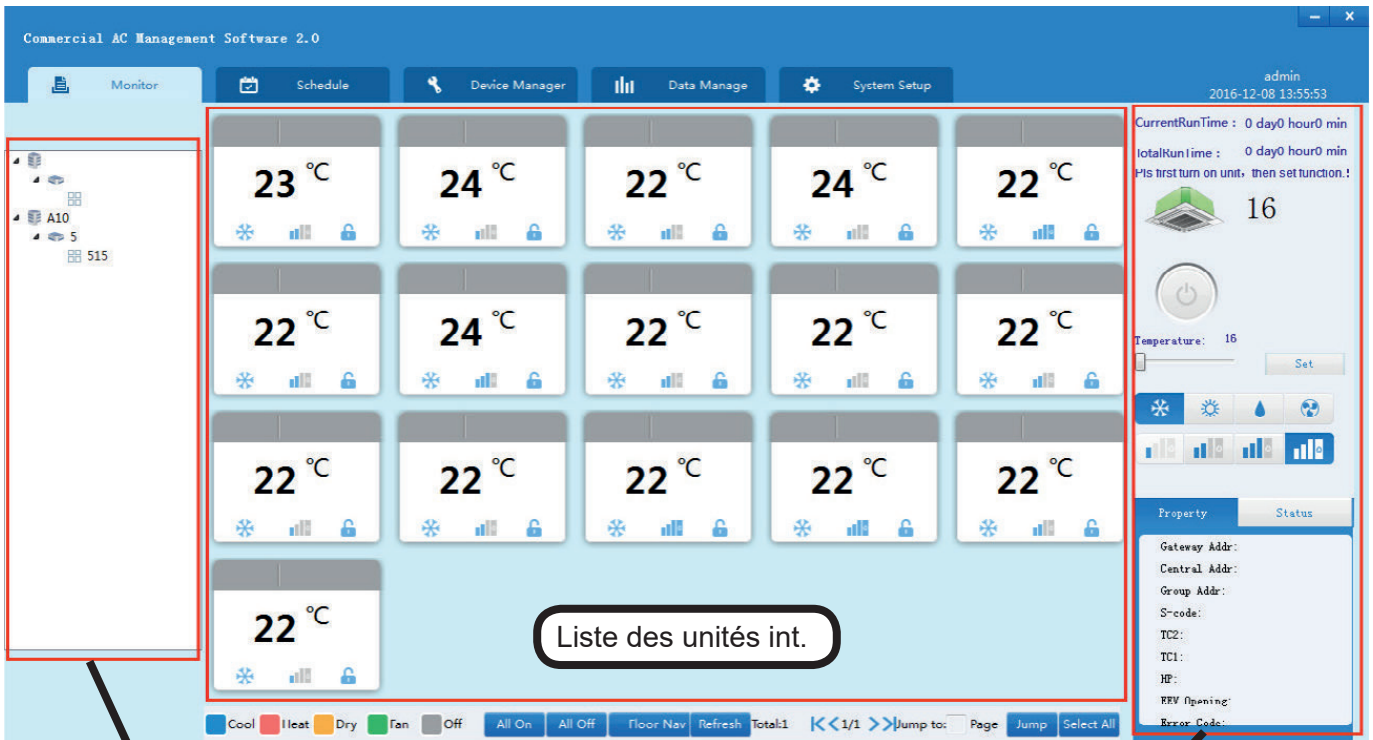 Commercial AC Management Software 2.0
Monitor Schedule Device Manager Data Manage System Setup
admin
2016-12-08 13:55:53
A10
5
515
23 °C 24 °C 22 °C 24 °C 22 °C
22 °C 24 °C 22 °C 22 °C 22 °C
22 °C 22 °C 22 °C 22 °C 22 °C
22 °C
Liste des unités int.
CurrentRunTime : 0 day0 hour0 min
TotalRunTime : 0 day0 hour0 min
Pls first turn on unit, then set function.!
16
Temperature: 16
Set
Property Status
Gateway Addr:
Central Addr:
Group Addr:
S-code:
TC2:
TC1:
HP:
EEV Opening:
Error Code:
Cool Heat Dry Fan Off All On All Off Floor Nav Refresh Total:1 1/1 Jump to: Page Jump Select All